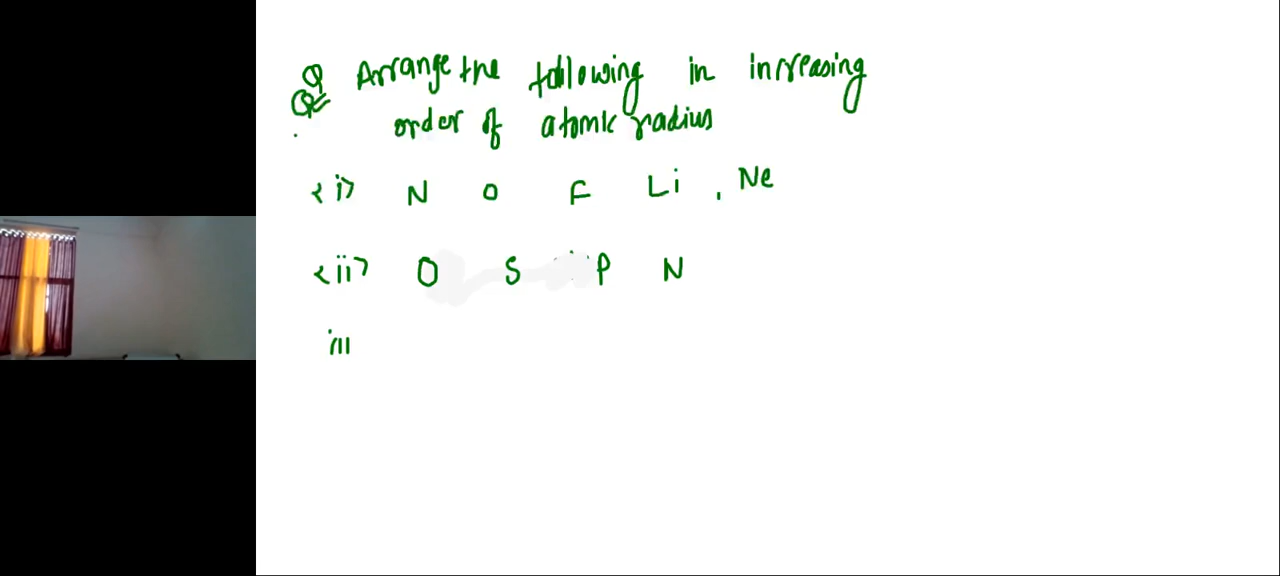 Q Arrange the following in increasing
order of atomic radius
<i> N O F Li , Ne
<ii> O S P N
iii